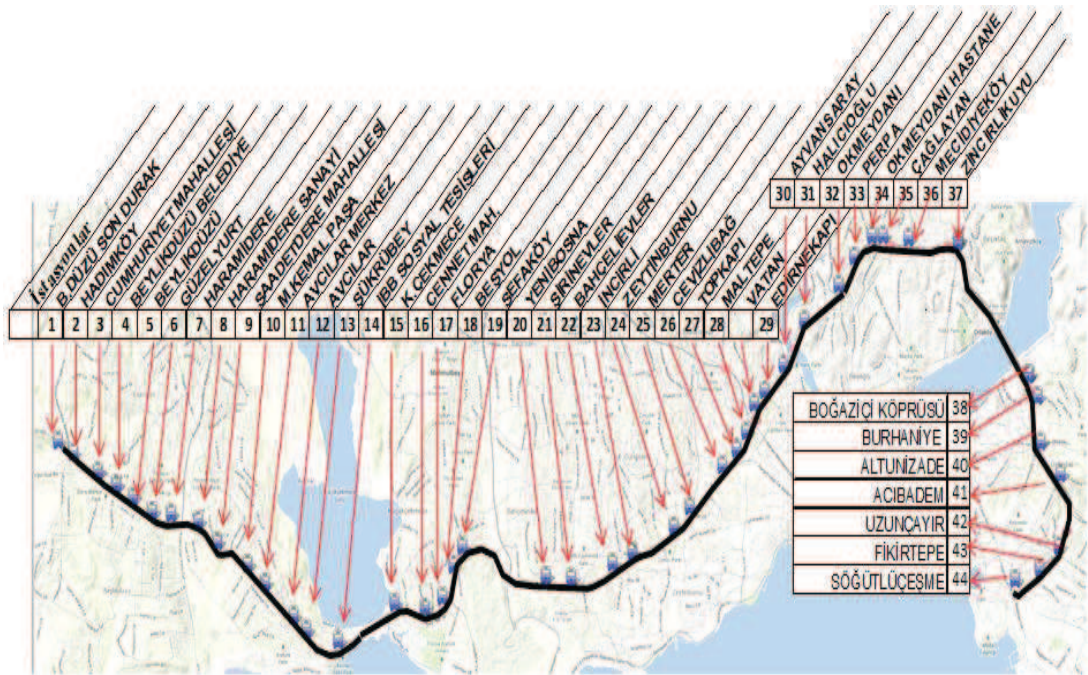 İstasyonlar
B.DÜZÜ SON DURAK
HADIMKÖY
CUMHURİYET MAHALLESİ
BEYLİKDÜZÜ BELEDİYE
BEYLİKDÜZÜ
GÜZELYURT
HARAMİDERE
HARAMİDERE SANAYİ
SAADETDERE MAHALLESİ
M.KEMAL PAŞA
AVCILAR MERKEZ
AVCILAR
ŞÜKRÜBEY
İBB SOSYAL TESİSLERİ
K.ÇEKMECE
CENNET MAH.
FLORYA
BEŞYOL
SEFAKÖY
YENİBOSNA
ŞİRİNEVLER
BAHÇELİEVLER
İNCİRLİ
ZEYTİNBURNU
MERTER
CEVİZLİBAĞ
TOPKAPI
MALTEPE
VATAN
EDİRNEKAPI
1 2 3 4 5 6 7 8 9 10 11 12 13 14 15 16 17 18 19 20 21 22 23 24 25 26 27 28 29
AYVANSARAY
HALICIOĞLU
OKMEYDANI
PERPA
OKMEYDANI HASTANE
ÇAĞLAYAN
MECİDİYEKÖY
ZİNCİRLİKUYU
30 31 32 33 34 35 36 37
BOĞAZİÇİ KÖPRÜSÜ 38
BURHANİYE 39
ALTUNİZADE 40
ACIBADEM 41
UZUNÇAYIR 42
FİKİRTEPE 43
SÖĞÜTLÜÇEŞME 44